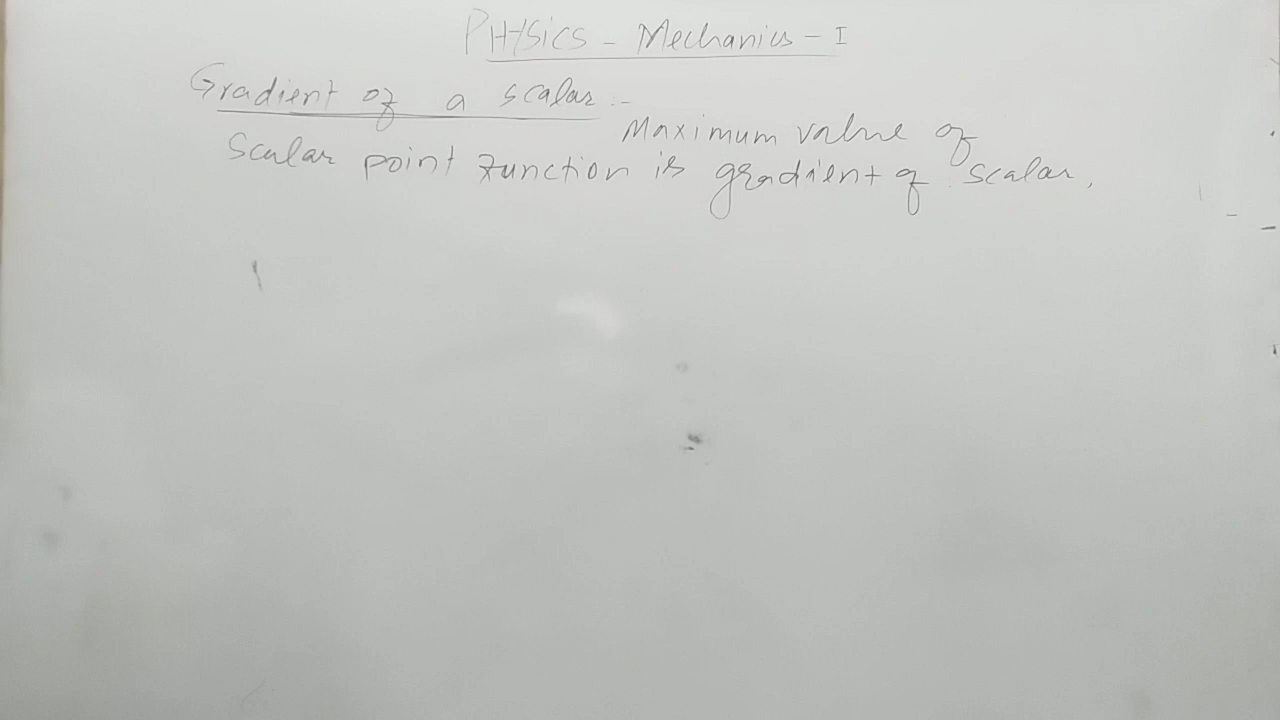 PHYSICS - Mechanics - I
Gradient of a scalar :-
Maximum value of
Scalar point function is gradient of scalar.